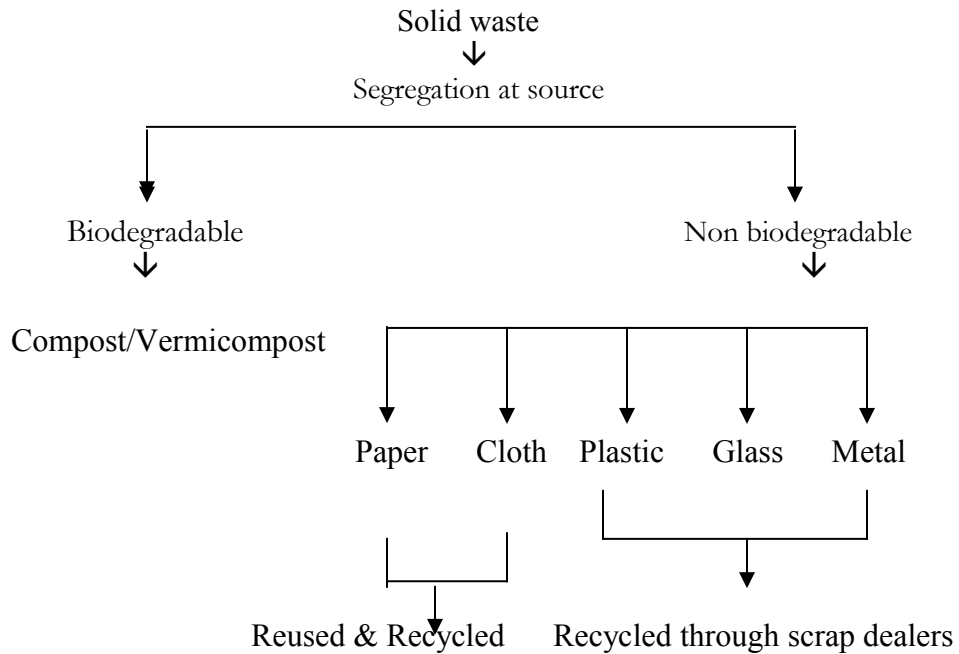 Solid waste
Segregation at source
Biodegradable Non biodegradable
Compost/Vermicompost
Paper Cloth Plastic Glass Metal
Reused & Recycled Recycled through scrap dealers